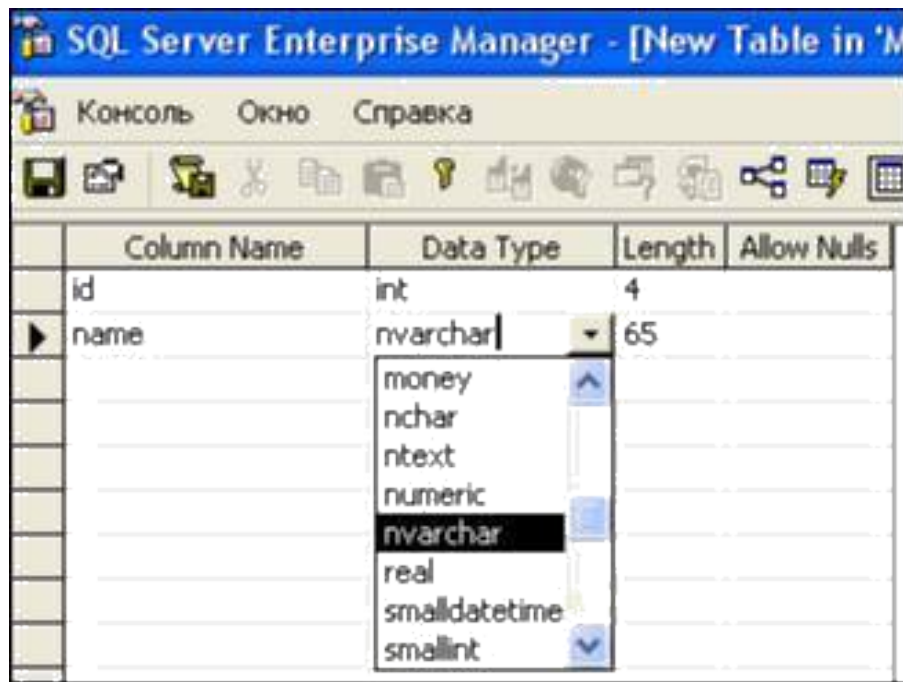 SQL Server Enterprise Manager - [New Table in 'M
Консоль Окно Справка
Column Name Data Type Length Allow Nulls
id int 4
name nvarchar 65
money
nchar
ntext
numeric
nvarchar
real
smalldatetime
smallint